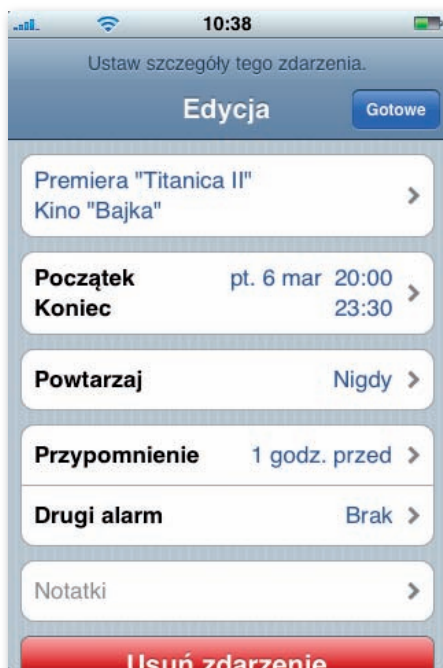 10:38
Ustaw szczegóły tego zdarzenia.
Edycja
Gotowe
Premiera "Titanica II"
Kino "Bajka"
Początek pt. 6 mar 20:00
Koniec 23:30
Powtarzaj Nigdy
Przypomnienie 1 godz. przed
Drugi alarm Brak
Notatki
Usuń zdarzenie